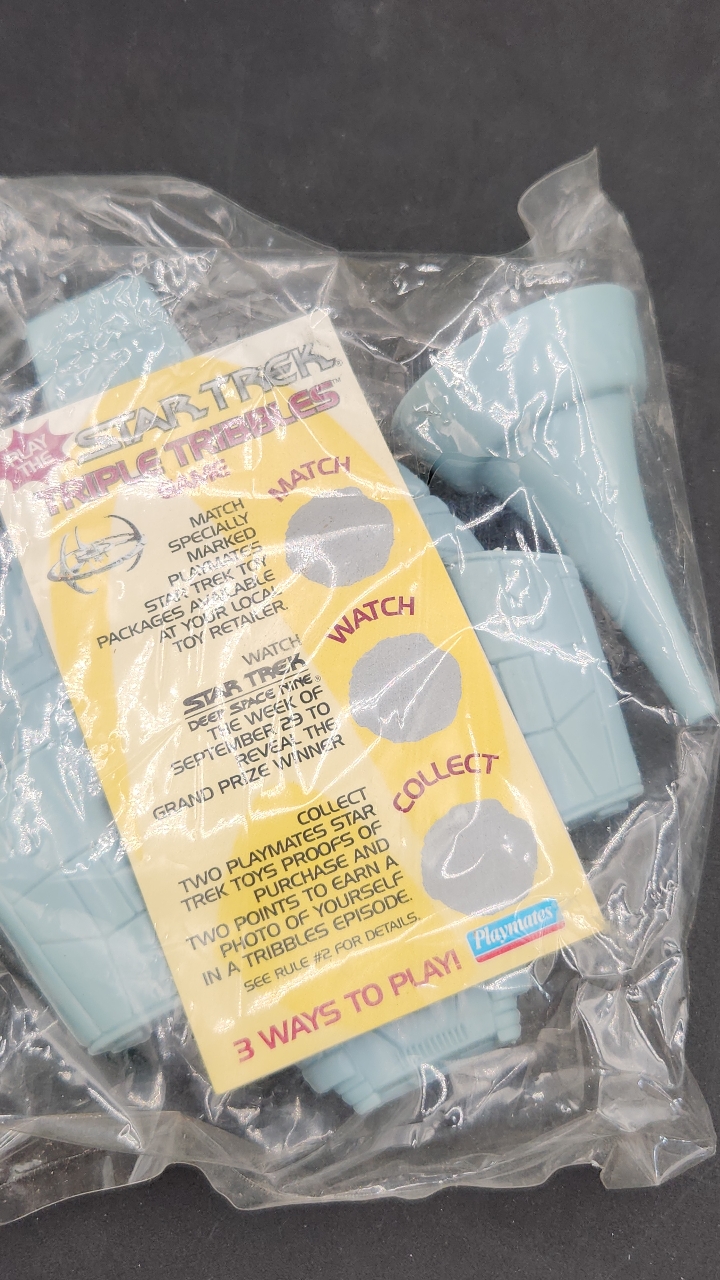 PLAY
THE
STAR TREK®
TRIPLE TRIBBLES™
GAME
MATCH
MATCH
SPECIALLY
MARKED
PLAYMATES
STAR TREK TOY
PACKAGES AVAILABLE
AT YOUR LOCAL
TOY RETAILER.
WATCH
WATCH
STAR TREK
DEEP SPACE NINE®
THE WEEK OF
SEPTEMBER 29 TO
REVEAL THE
GRAND PRIZE WINNER
COLLECT
COLLECT
TWO PLAYMATES STAR
TREK TOYS PROOFS OF
PURCHASE AND
TWO POINTS TO EARN A
PHOTO OF YOURSELF
IN A TRIBBLES EPISODE.
SEE RULE #2 FOR DETAILS.
3 WAYS TO PLAY!
Playmates